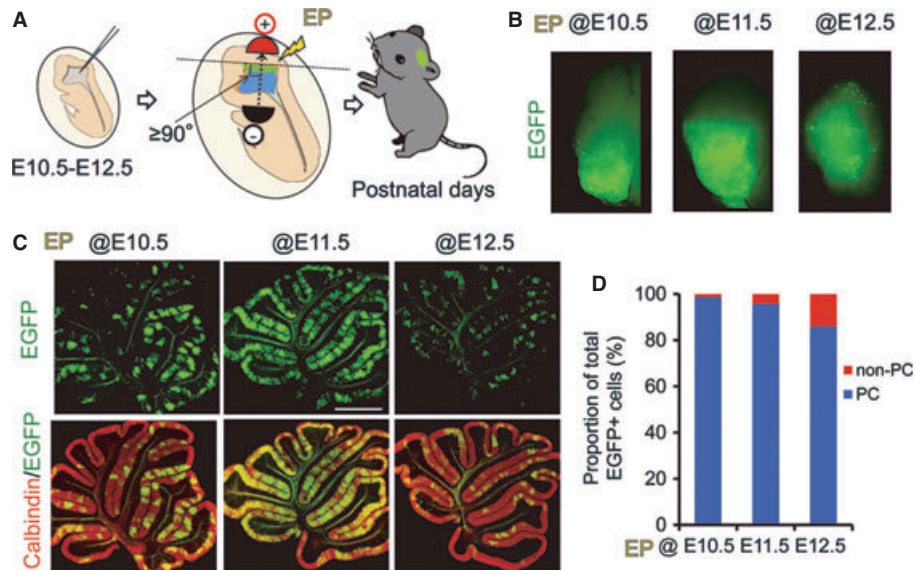 A
EP
+
≥90°
-
E10.5-E12.5
Postnatal days
B
EP @E10.5 @E11.5 @E12.5
EGFP
C
EP @E10.5 @E11.5 @E12.5
EGFP
Calbindin/EGFP
D
Proportion of total
EGFP+ cells (%)
100
80
60
40
20
0
non-PC
PC
EP @ E10.5 E11.5 E12.5